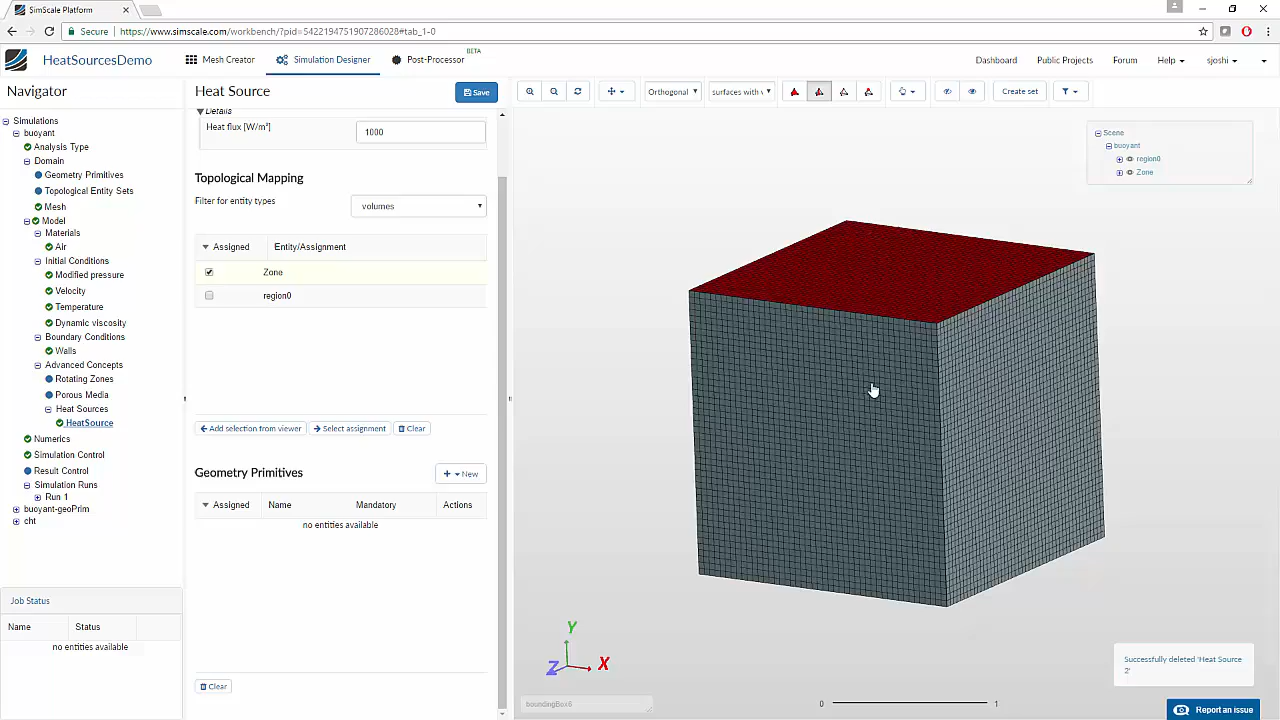 SimScale Platform
Secure https://www.simscale.com/workbench/?pid=5422194751907286028#tab_1-0
HeatSourcesDemo
Mesh Creator
Simulation Designer
Post-Processor
BETA
Dashboard
Public Projects
Forum
Help
sjoshi
Navigator
Heat Source
Save
Orthogonal
surfaces with
Create set
Simulations
buoyant
Analysis Type
Domain
Geometry Primitives
Topological Entity Sets
Mesh
Model
Materials
Air
Initial Conditions
Modified pressure
Velocity
Temperature
Dynamic viscosity
Boundary Conditions
Walls
Advanced Concepts
Rotating Zones
Porous Media
Heat Sources
HeatSource
Numerics
Simulation Control
Result Control
Simulation Runs
Run 1
buoyant-geoPrim
cht
Job Status
Name Status
no entities available
Details
Heat flux [W/m²] 1000
Topological Mapping
Filter for entity types volumes
Assigned Entity/Assignment
Zone
region0
Add selection from viewer Select assignment Clear
Geometry Primitives
New
Assigned Name Mandatory Actions
no entities available
Clear
Scene
buoyant
region0
Zone
Y
Z X
boundingBox6
0 1
Successfully deleted 'Heat Source
2'
Report an issue